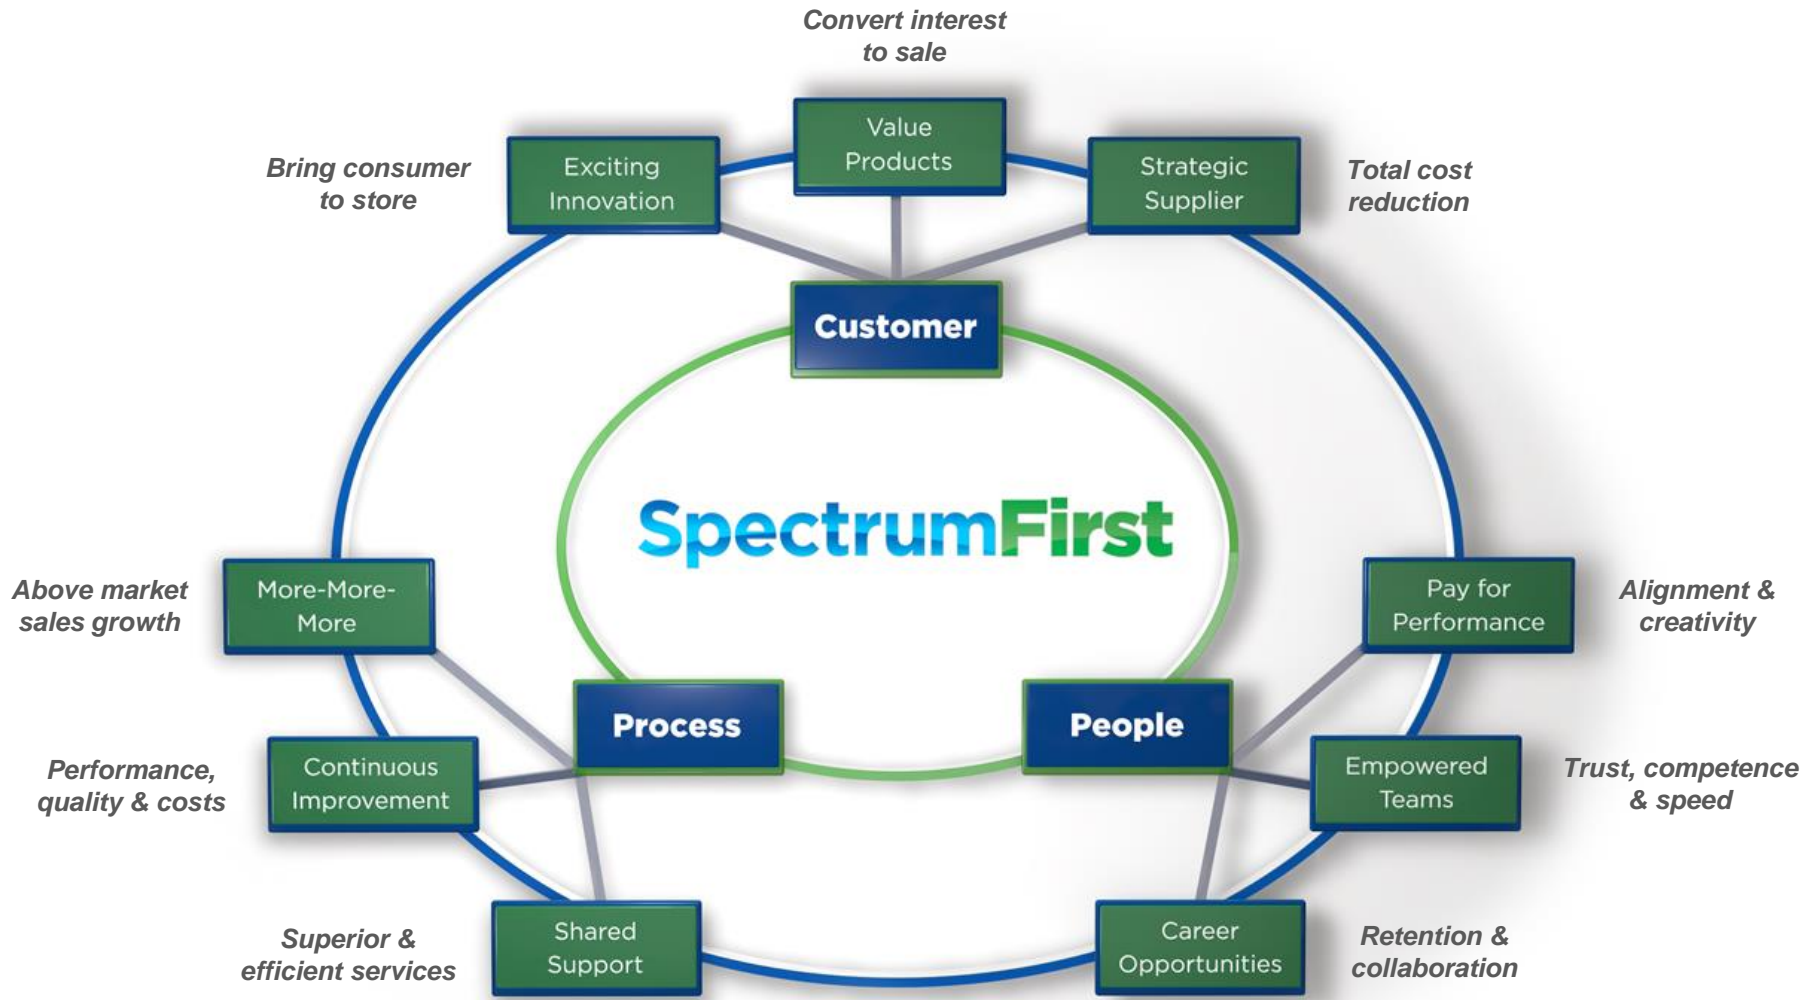 Convert interest
to sale
Value
Products
Exciting
Innovation
Bring consumer
to store
Strategic
Supplier
Total cost
reduction
Customer
SpectrumFirst
Above market
sales growth
More-More-
More
Pay for
Performance
Alignment &
creativity
Process
People
Performance,
quality & costs
Continuous
Improvement
Empowered
Teams
Trust, competence
& speed
Superior &
efficient services
Shared
Support
Career
Opportunities
Retention &
collaboration